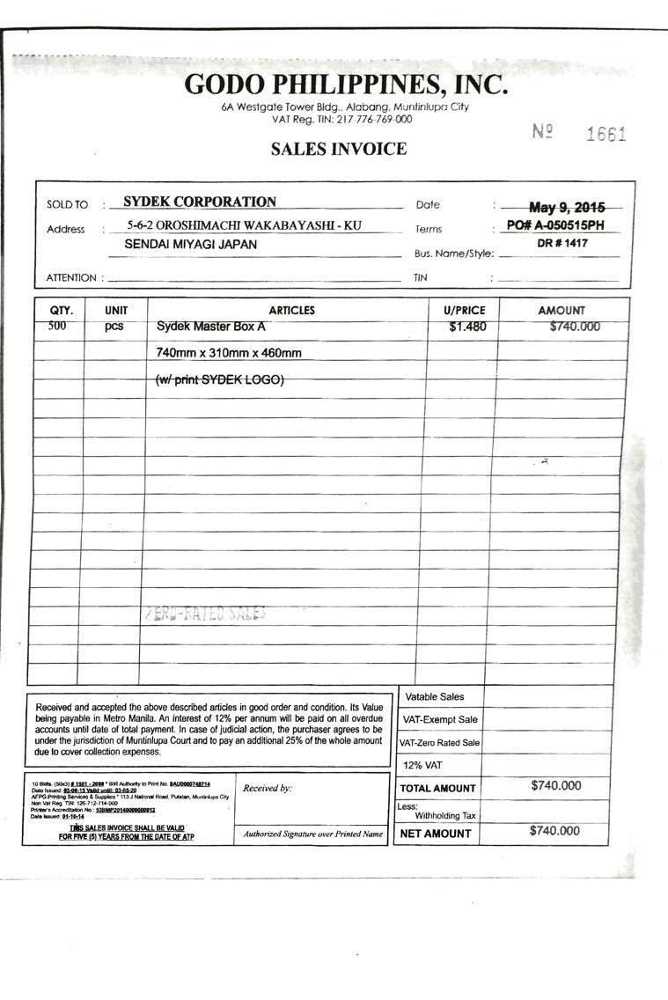 GODO PHILIPPINES, INC.
6A Westgate Tower Bldg., Alabang, Muntinlupa City
VAT Reg. TIN: 217-776-769-000
Nº 1661
SALES INVOICE
SOLD TO : SYDEK CORPORATION Date : May 9, 2015
Address : 5-6-2 OROSHIMACHI WAKABAYASHI - KU Terms : PO# A-050515PH
SENDAI MIYAGI JAPAN Bus. Name/Style: DR # 1417
ATTENTION : TIN :
QTY. UNIT ARTICLES U/PRICE AMOUNT
500 pcs Sydek Master Box A $1.480 $740.000
740mm x 310mm x 460mm
(w/ print SYDEK LOGO)
ZERO-RATED SALES
Received and accepted the above described articles in good order and condition. Its Value
being payable in Metro Manila. An interest of 12% per annum will be paid on all overdue
accounts until date of total payment. In case of judicial action, the purchaser agrees to be
under the jurisdiction of Muntinlupa Court and to pay an additional 25% of the whole amount
due to cover collection expenses.
Vatable Sales
VAT-Exempt Sale
VAT-Zero Rated Sale
12% VAT
TOTAL AMOUNT $740.000
Less:
Withholding Tax
NET AMOUNT $740.000
10 Bklts. (50x3) # 1501 - 2000 * BIR Authority to Print No. 8AU0000748714
Date Issued: 03-06-15 Valid until: 03-05-20
AFPG Printing Services & Supplies * 113 J National Road, Putatan, Muntinlupa City
Non Vat Reg. TIN: 126-712-714-000
Printer's Accreditation No.: 53BMP20140000000012
Date Issued: 01-10-14
THIS SALES INVOICE SHALL BE VALID
FOR FIVE (5) YEARS FROM THE DATE OF ATP
Received by:
Authorized Signature over Printed Name